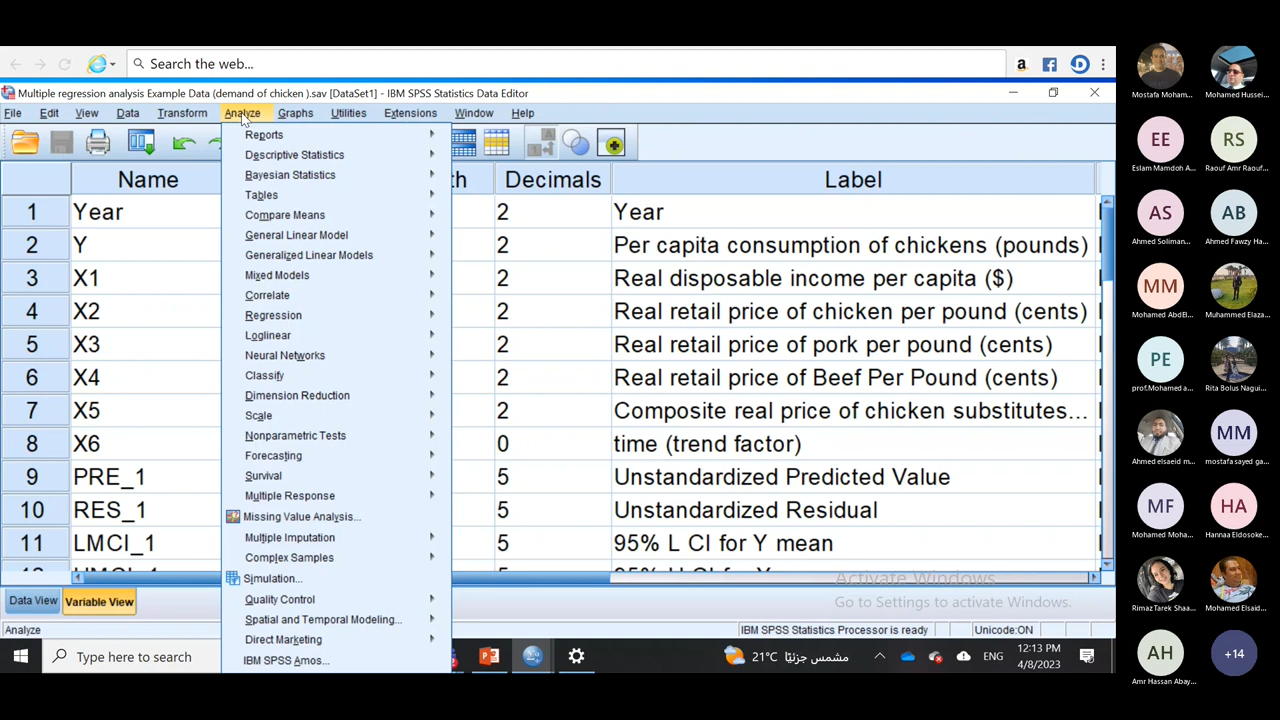 Search the web...
Multiple regression analysis Example Data (demand of chicken ).sav [DataSet1] - IBM SPSS Statistics Data Editor
File Edit View Data Transform Analyze Graphs Utilities Extensions Window Help
Reports
Descriptive Statistics
Bayesian Statistics
Tables
Compare Means
General Linear Model
Generalized Linear Models
Mixed Models
Correlate
Regression
Loglinear
Neural Networks
Classify
Dimension Reduction
Scale
Nonparametric Tests
Forecasting
Survival
Multiple Response
Missing Value Analysis...
Multiple Imputation
Complex Samples
Simulation...
Quality Control
Spatial and Temporal Modeling...
Direct Marketing
IBM SPSS Amos...
Name Decimals Label
1 Year 2 Year
2 Y 2 Per capita consumption of chickens (pounds)
3 X1 2 Real disposable income per capita ($)
4 X2 2 Real retail price of chicken per pound (cents)
5 X3 2 Real retail price of pork per pound (cents)
6 X4 2 Real retail price of Beef Per Pound (cents)
7 X5 2 Composite real price of chicken substitutes...
8 X6 0 time (trend factor)
9 PRE_1 5 Unstandardized Predicted Value
10 RES_1 5 Unstandardized Residual
11 LMCI_1 5 95% L CI for Y mean
Activate Windows
Go to Settings to activate Windows.
Data View Variable View
Analyze IBM SPSS Statistics Processor is ready Unicode:ON
Type here to search 21°C مشمس جزئيًا ENG 12:13 PM
4/8/2023
Mostafa Moham... Mohamed Hussei...
EE RS
Eslam Mamdoh A... Raouf Amr Raouf...
AS AB
Ahmed Soliman... Ahmed Fawzy Ha...
MM
Mohamed AbdEl... Muhammed Elaza...
PE
prof.Mohamed a... Rita Bolus Nagui...
MM
Ahmed elsaeid m... mostafa sayed ga...
MF HA
Mohamed Moha... Hannaa Eldosoke...
Rimaz Tarek Shaa... Mohamed Elsaid...
AH +14
Amr Hassan Abay...